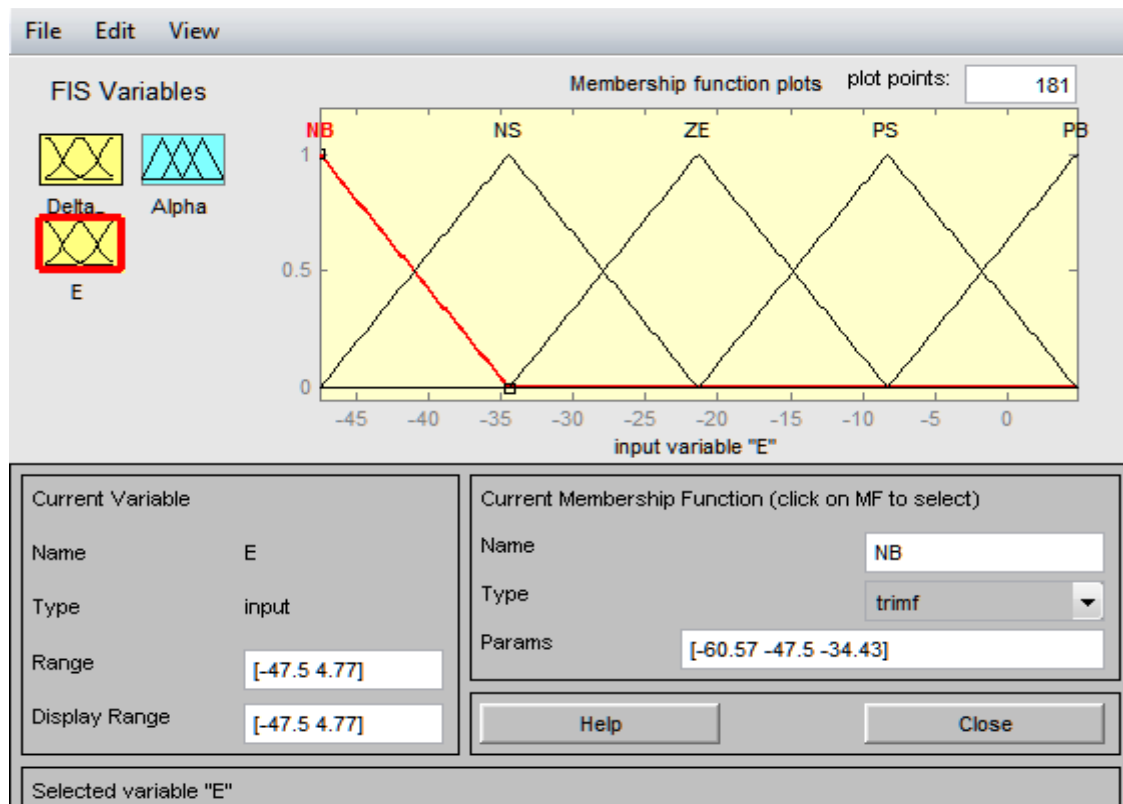 File Edit View
FIS Variables
Membership function plots plot points: 181
NB NS ZE PS PB
1
0.5
0
Delta_ Alpha
E
-45 -40 -35 -30 -25 -20 -15 -10 -5 0
input variable "E"
Current Variable
Name E
Type input
Range [-47.5 4.77]
Display Range [-47.5 4.77]
Current Membership Function (click on MF to select)
Name NB
Type trimf
Params [-60.57 -47.5 -34.43]
Help Close
Selected variable "E"